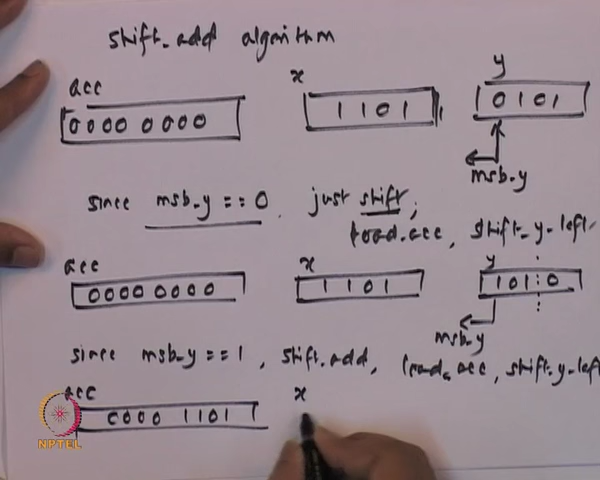 shift-add algorithm
acc x y
0000 0000 1101 0101
msb-y
since msb-y == 0, just shift;
load-acc, shift-y-left
acc x y
0000 0000 1101 101:0
msb-y
since msb-y == 1, shift-add, load-acc, shift-y-left
acc x
0000 1101
NPTEL